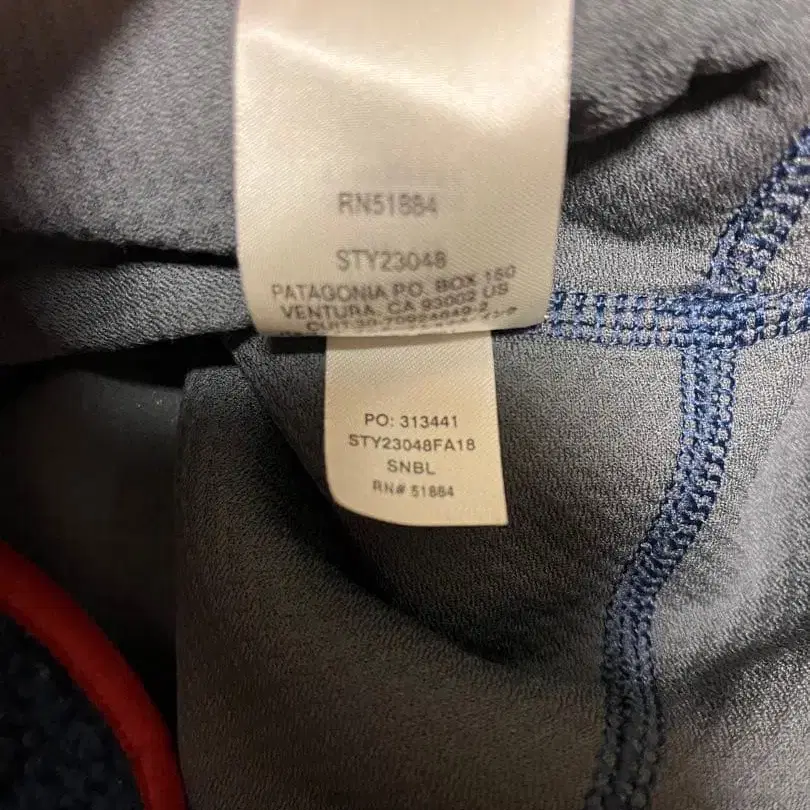 RN51884
STY23048
PATAGONIA P.O. BOX 150
VENTURA, CA 93002 US
PO: 313441
STY23048FA18
SNBL
RN# 51884